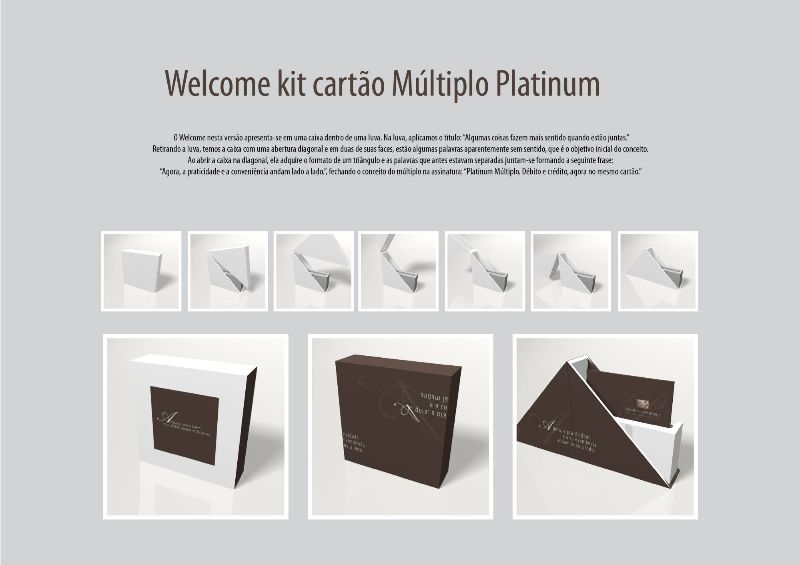 Welcome kit cartão Múltiplo Platinum
O Welcome nesta versão apresenta-se em uma caixa dentro de uma luva. Na luva, aplicamos o título: “Algumas coisas fazem mais sentido quando estão juntas.”
Retirando a luva, temos a caixa com uma abertura diagonal e em duas de suas faces, estão algumas palavras aparentemente sem sentido, que é o objetivo inicial do conceito.
Ao abrir a caixa na diagonal, ela adquire o formato de um triângulo e as palavras que antes estavam separadas juntam-se formando a seguinte frase:
“Agora, a praticidade e a conveniência andam lado a lado.”, fechando o conceito do múltiplo na assinatura: “Platinum Múltiplo. Débito e crédito, agora no mesmo cartão.”